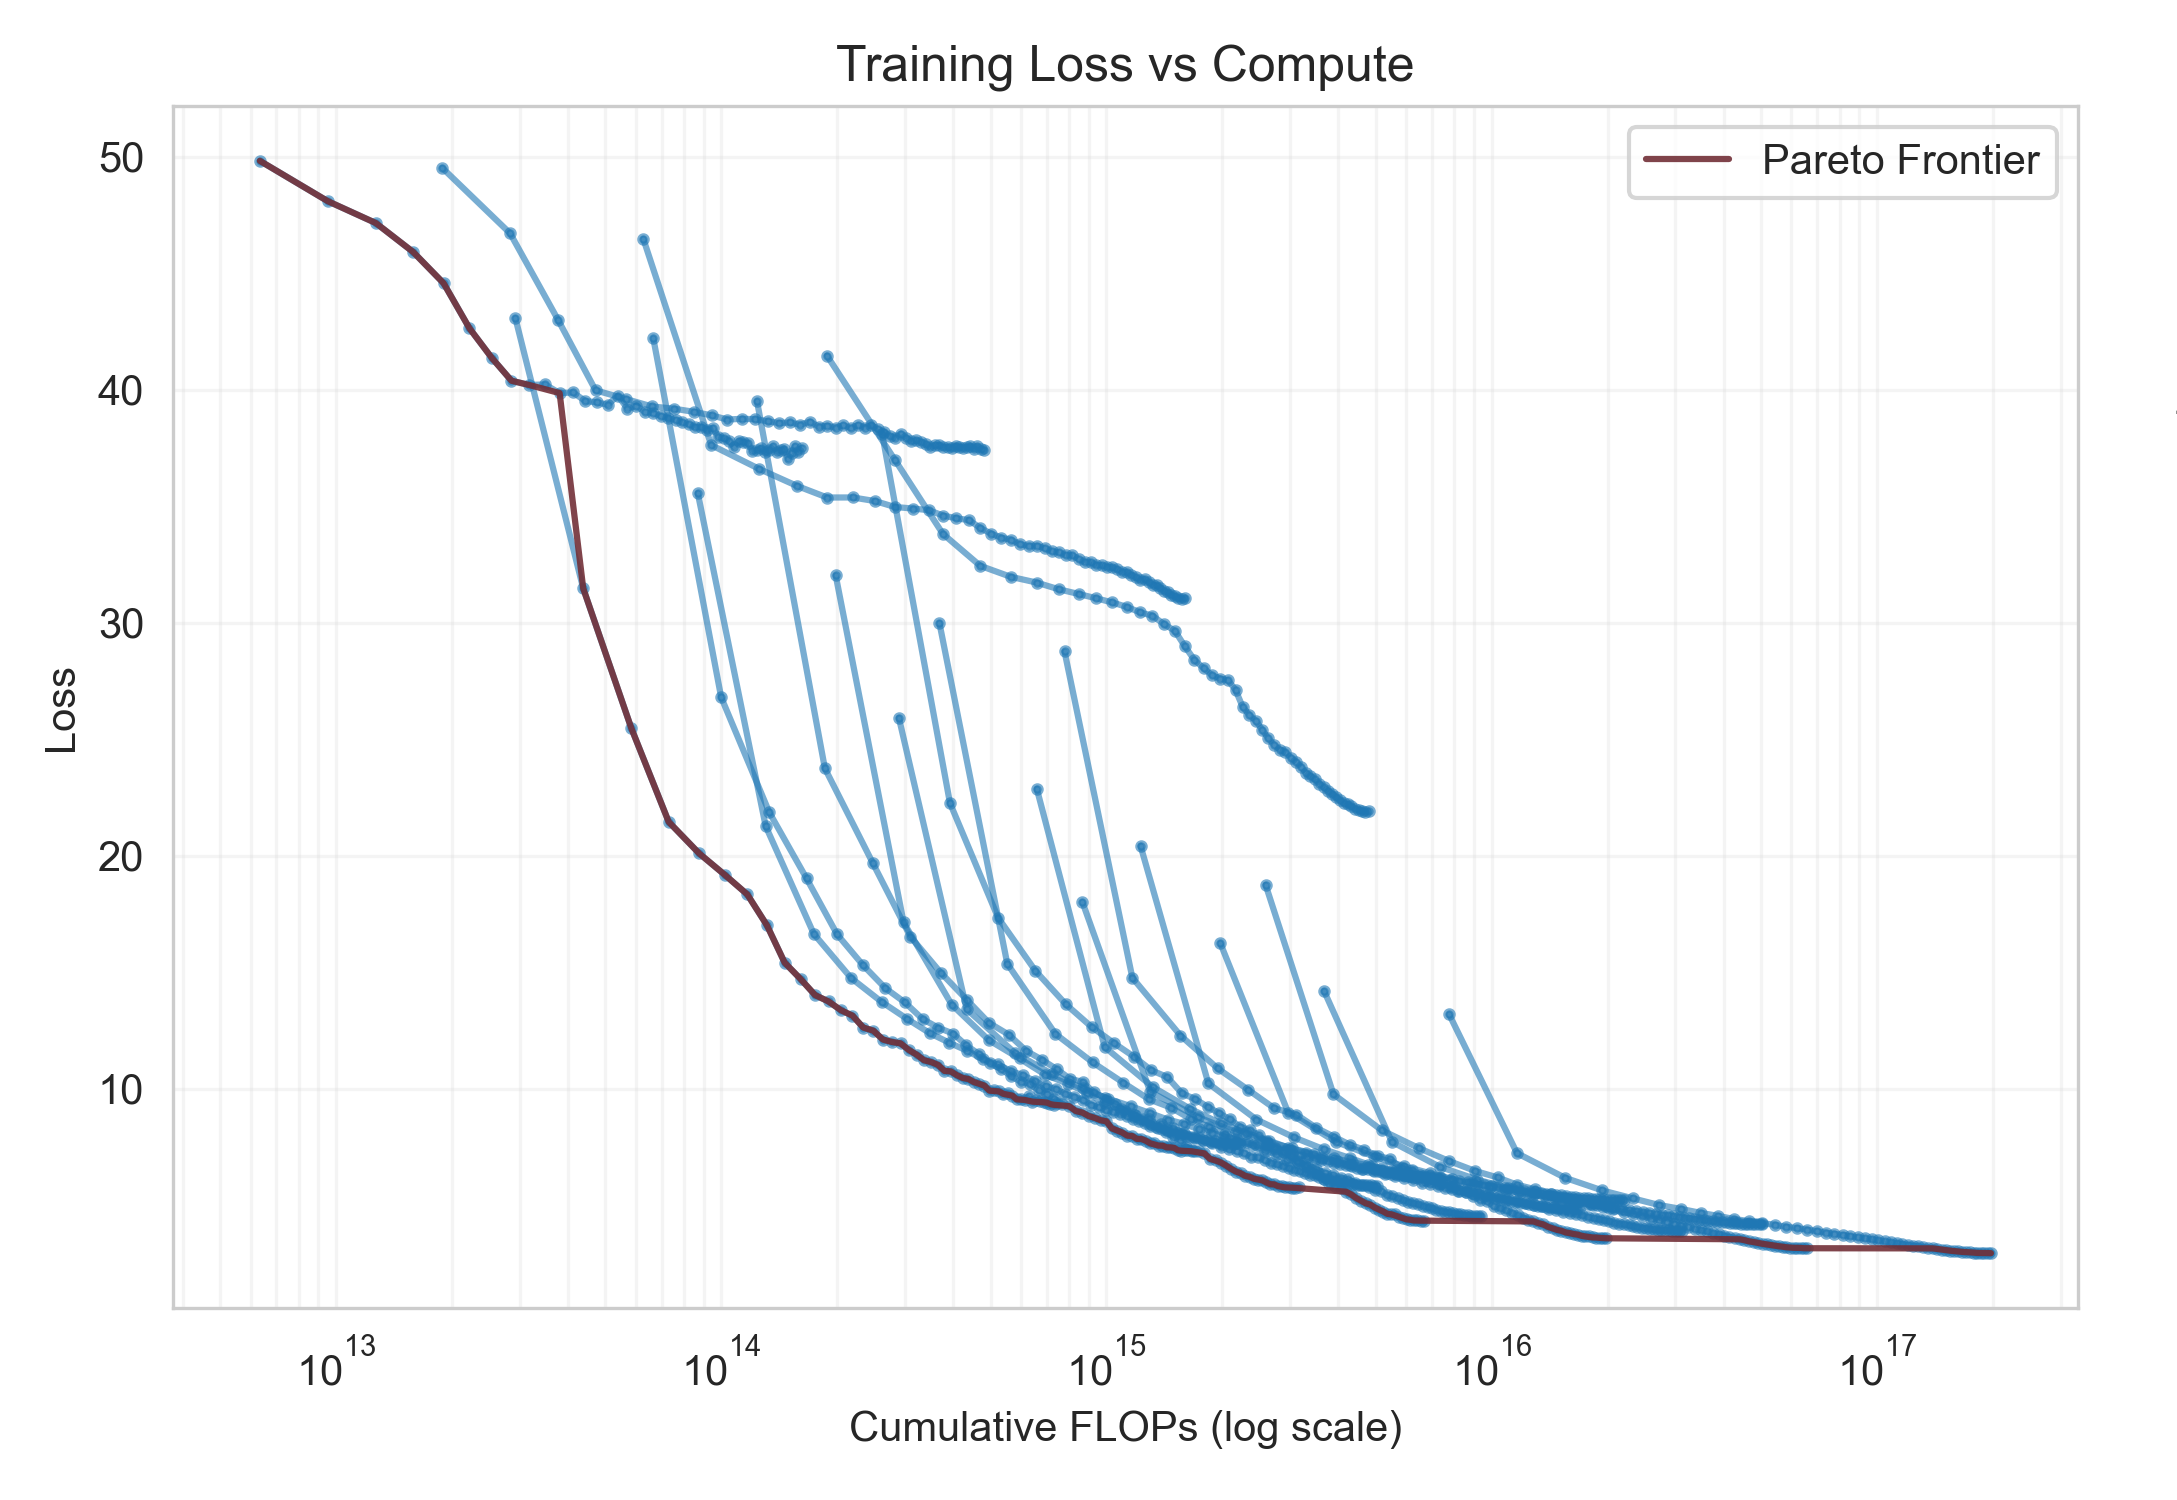 Training Loss vs Compute
Pareto Frontier
Loss
50
40
30
20
10
10^13
10^14
10^15
10^16
10^17
Cumulative FLOPs (log scale)